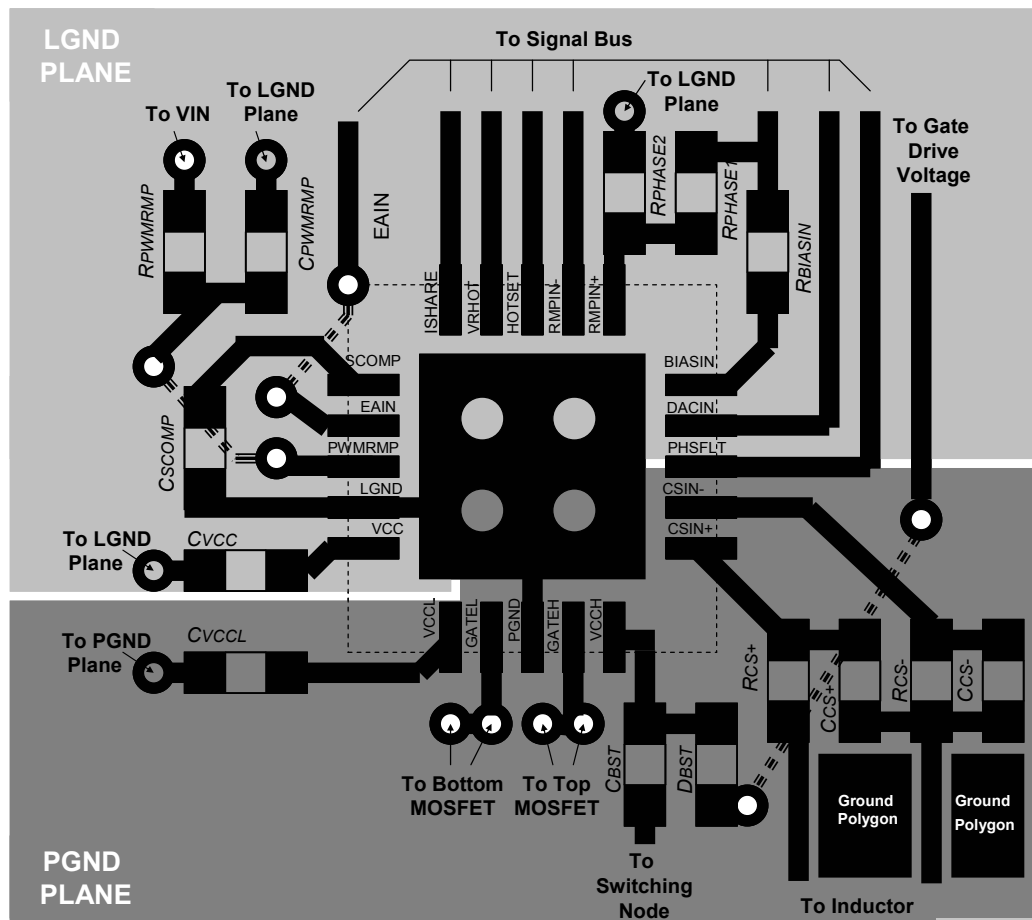 LGND
PLANE
To Signal Bus
To VIN
To LGND
Plane
To LGND
Plane
To Gate
Drive
Voltage
RPWMRMP
CPWMRMP
EAIN
RPHASE2
RPHASE1
RBIASIN
ISHARE
VRHOT
HOTSET
RMPIN-
RMPIN+
SCOMP
EAIN
PWMRMP
LGND
VCC
BIASIN
DACIN
PHSFLT
CSIN-
CSIN+
CSCOMP
To LGND
Plane
CVCC
VCCL
GATEL
PGND
GATEH
VCCH
To PGND
Plane
CVCCL
RCS+
CCS+
RCS-
CCS-
To Bottom
MOSFET
To Top
MOSFET
CBST
DBST
Ground
Polygon
Ground
Polygon
To
Switching
Node
To Inductor
PGND
PLANE